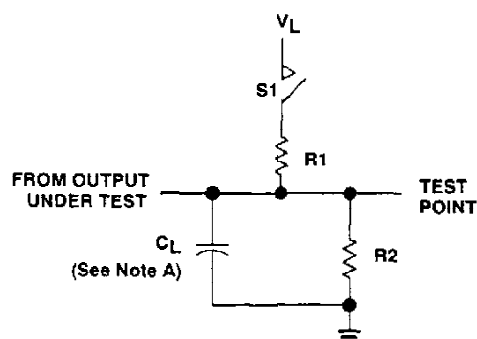 VL
S1
R1
FROM OUTPUT
UNDER TEST
TEST
POINT
CL
(See Note A)
R2